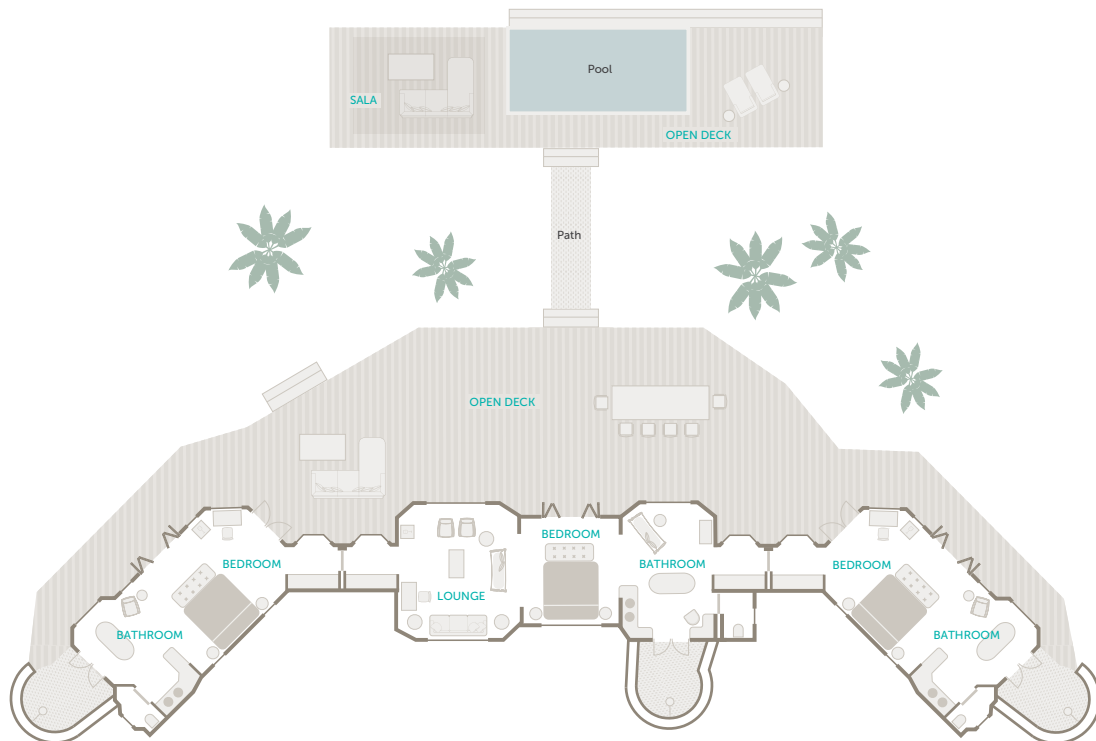 Pool
SALA
OPEN DECK
Path
OPEN DECK
BEDROOM
BEDROOM
BATHROOM
BEDROOM
LOUNGE
BATHROOM
BATHROOM